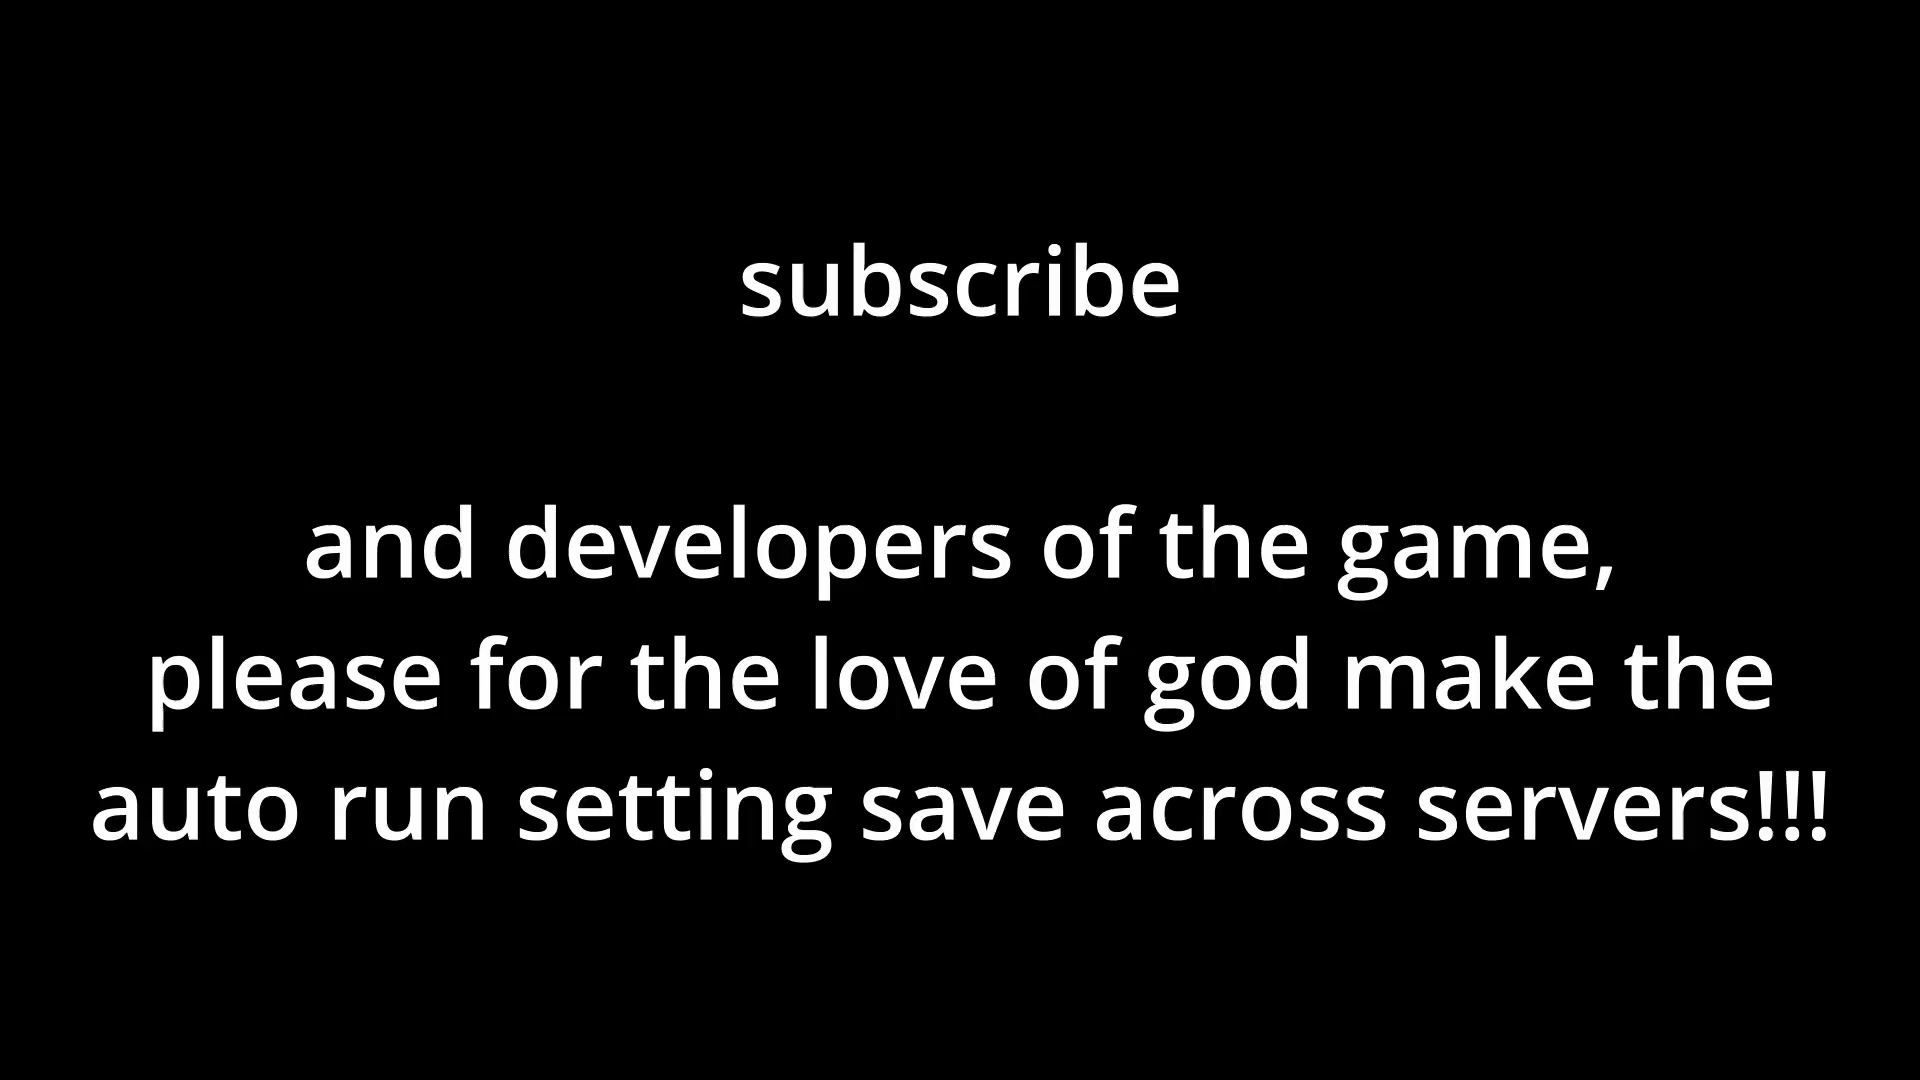 subscribe
and developers of the game,
please for the love of god make the
auto run setting save across servers!!!